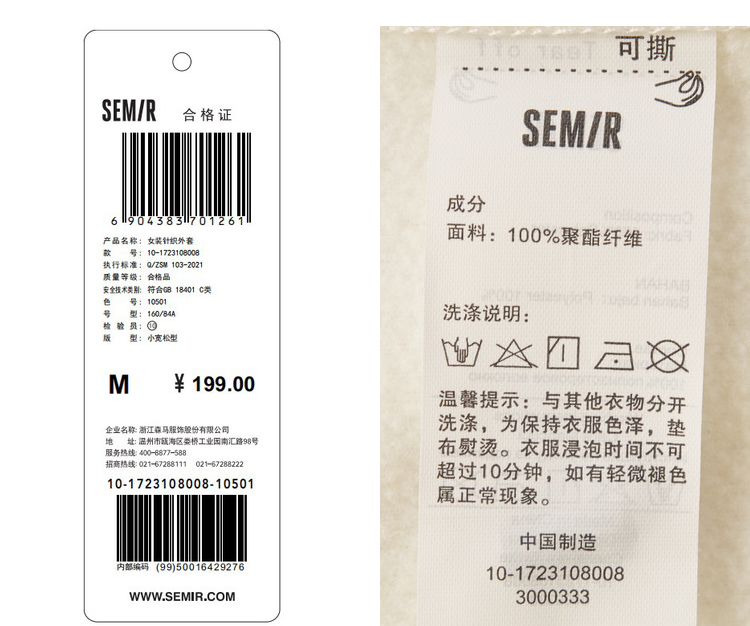 SEMIR 合格证
6 904383 701261
产品名称：女装针织外套
款 号：10-1723108008
执行标准：Q/ZSM 103-2021
质量等级：合格品
安全技术类别：符合GB 18401 C类
色 号：10501
号 型：160/84A
检 验 员：⑩
版 型：小宽松型
M ¥ 199.00
企业名称：浙江森马服饰股份有限公司
地 址：温州市瓯海区娄桥工业园南汇路98号
服务热线：400-8877-588
招商热线：021-67288111 021-67288222
10-1723108008-10501
内部编码 (99)50016429276
WWW.SEMIR.COM
Tear off
可撕
SEMIR
成分
面料：100%聚酯纤维
Composition
BAHAN
洗涤说明：
温馨提示：与其他衣物分开
洗涤，为保持衣服色泽，垫
布熨烫。衣服浸泡时间不可
超过10分钟，如有轻微褪色
属正常现象。
中国制造
10-1723108008
3000333